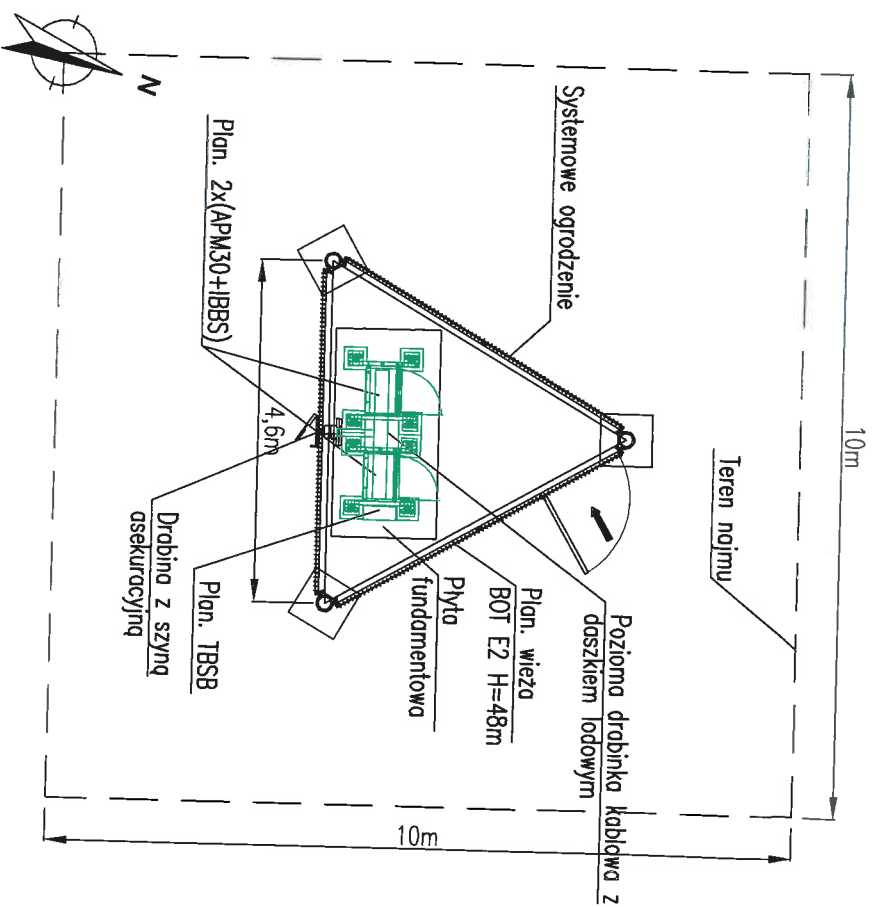 10m
Teren najmu
Systemowe ogrodzenie
Pozioma drabinka kablowa z
daszkiem lodowym
Plan. wieża
BOT E2 H=48m
Płyta
fundamentowa
4,6m
Plan. 2x(APM30+IBBS)
Plan. TBSB
Drabina z szyną
asekuracyjną
N
10m